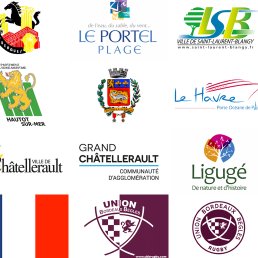 de l'eau, du sable, du vent...
LE PORTEL
PLAGE
LSB
VILLE DE SAINT-LAURENT-BLANGY
www.saint-laurent-blangy.fr
HAUTOT
SUR-MER
Le Havre
VILLE DE
Châtellerault
GRAND
CHÂTELLERAULT
COMMUNAUTÉ
D'AGGLOMÉRATION
Ligugé
De nature et d'histoire
UNION
BORDEAUX BÈGLES
UNION BORDEAUX BÈGLES
RUGBY